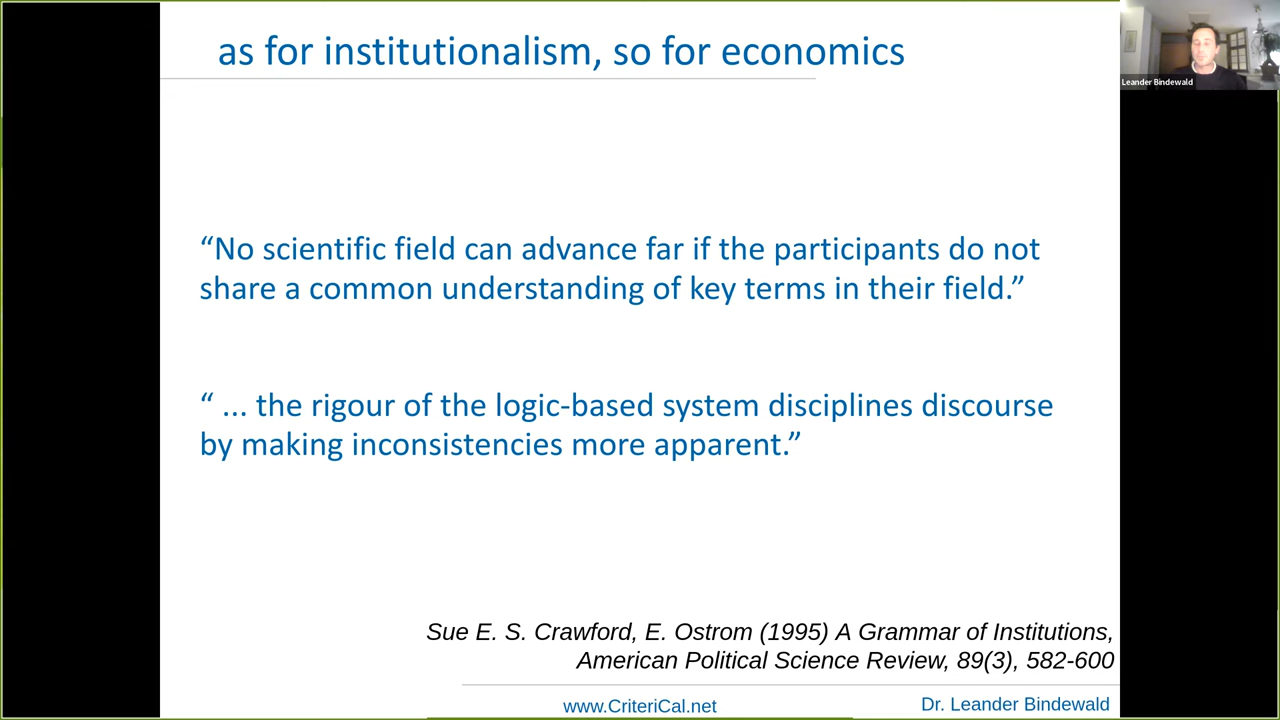 as for institutionalism, so for economics
Leander Bindewald
“No scientific field can advance far if the participants do not
share a common understanding of key terms in their field.”
“ ... the rigour of the logic-based system disciplines discourse
by making inconsistencies more apparent.”
Sue E. S. Crawford, E. Ostrom (1995) A Grammar of Institutions,
American Political Science Review, 89(3), 582-600
www.CriteriCal.net
Dr. Leander Bindewald